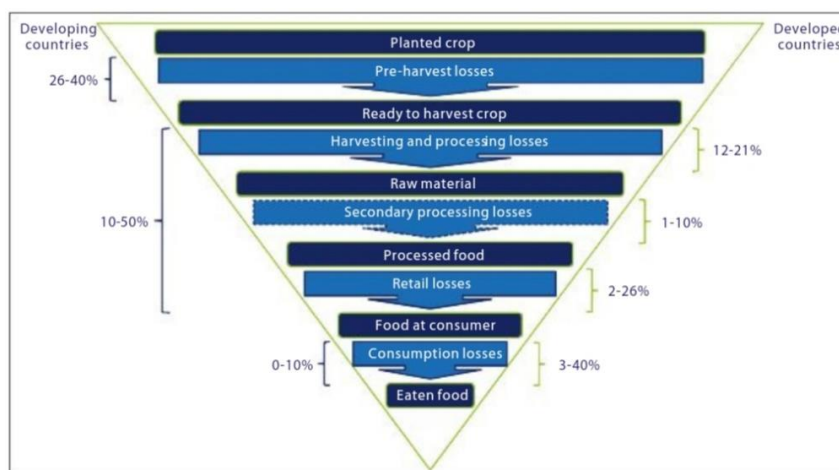 Developing
countries
Developed
countries
Planted crop
26-40%
Pre-harvest losses
Ready to harvest crop
Harvesting and processing losses
12-21%
Raw material
10-50%
Secondary processing losses
1-10%
Processed food
Retail losses
2-26%
Food at consumer
0-10%
Consumption losses
3-40%
Eaten food